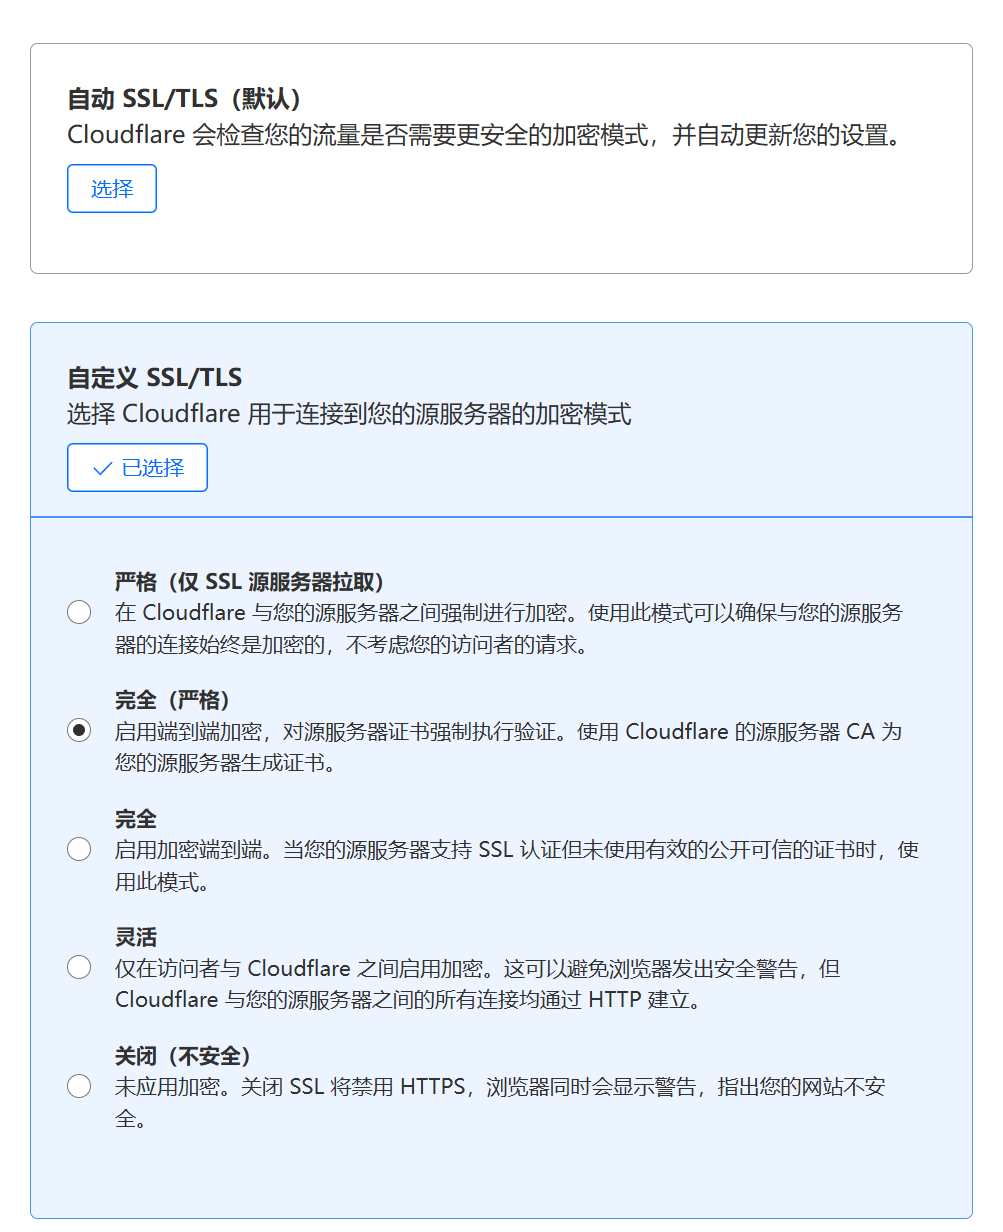 自动 SSL/TLS（默认）
Cloudflare 会检查您的流量是否需要更安全的加密模式，并自动更新您的设置。
选择
自定义 SSL/TLS
选择 Cloudflare 用于连接到您的源服务器的加密模式
已选择
严格（仅 SSL 源服务器拉取）
在 Cloudflare 与您的源服务器之间强制进行加密。使用此模式可以确保与您的源服务
器的连接始终是加密的，不考虑您的访问者的请求。
完全（严格）
启用端到端加密，对源服务器证书强制执行验证。使用 Cloudflare 的源服务器 CA 为
您的源服务器生成证书。
完全
启用加密端到端。当您的源服务器支持 SSL 认证但未使用有效的公开可信的证书时，使
用此模式。
灵活
仅在访问者与 Cloudflare 之间启用加密。这可以避免浏览器发出安全警告，但
Cloudflare 与您的源服务器之间的所有连接均通过 HTTP 建立。
关闭（不安全）
未应用加密。关闭 SSL 将禁用 HTTPS，浏览器同时会显示警告，指出您的网站不安
全。